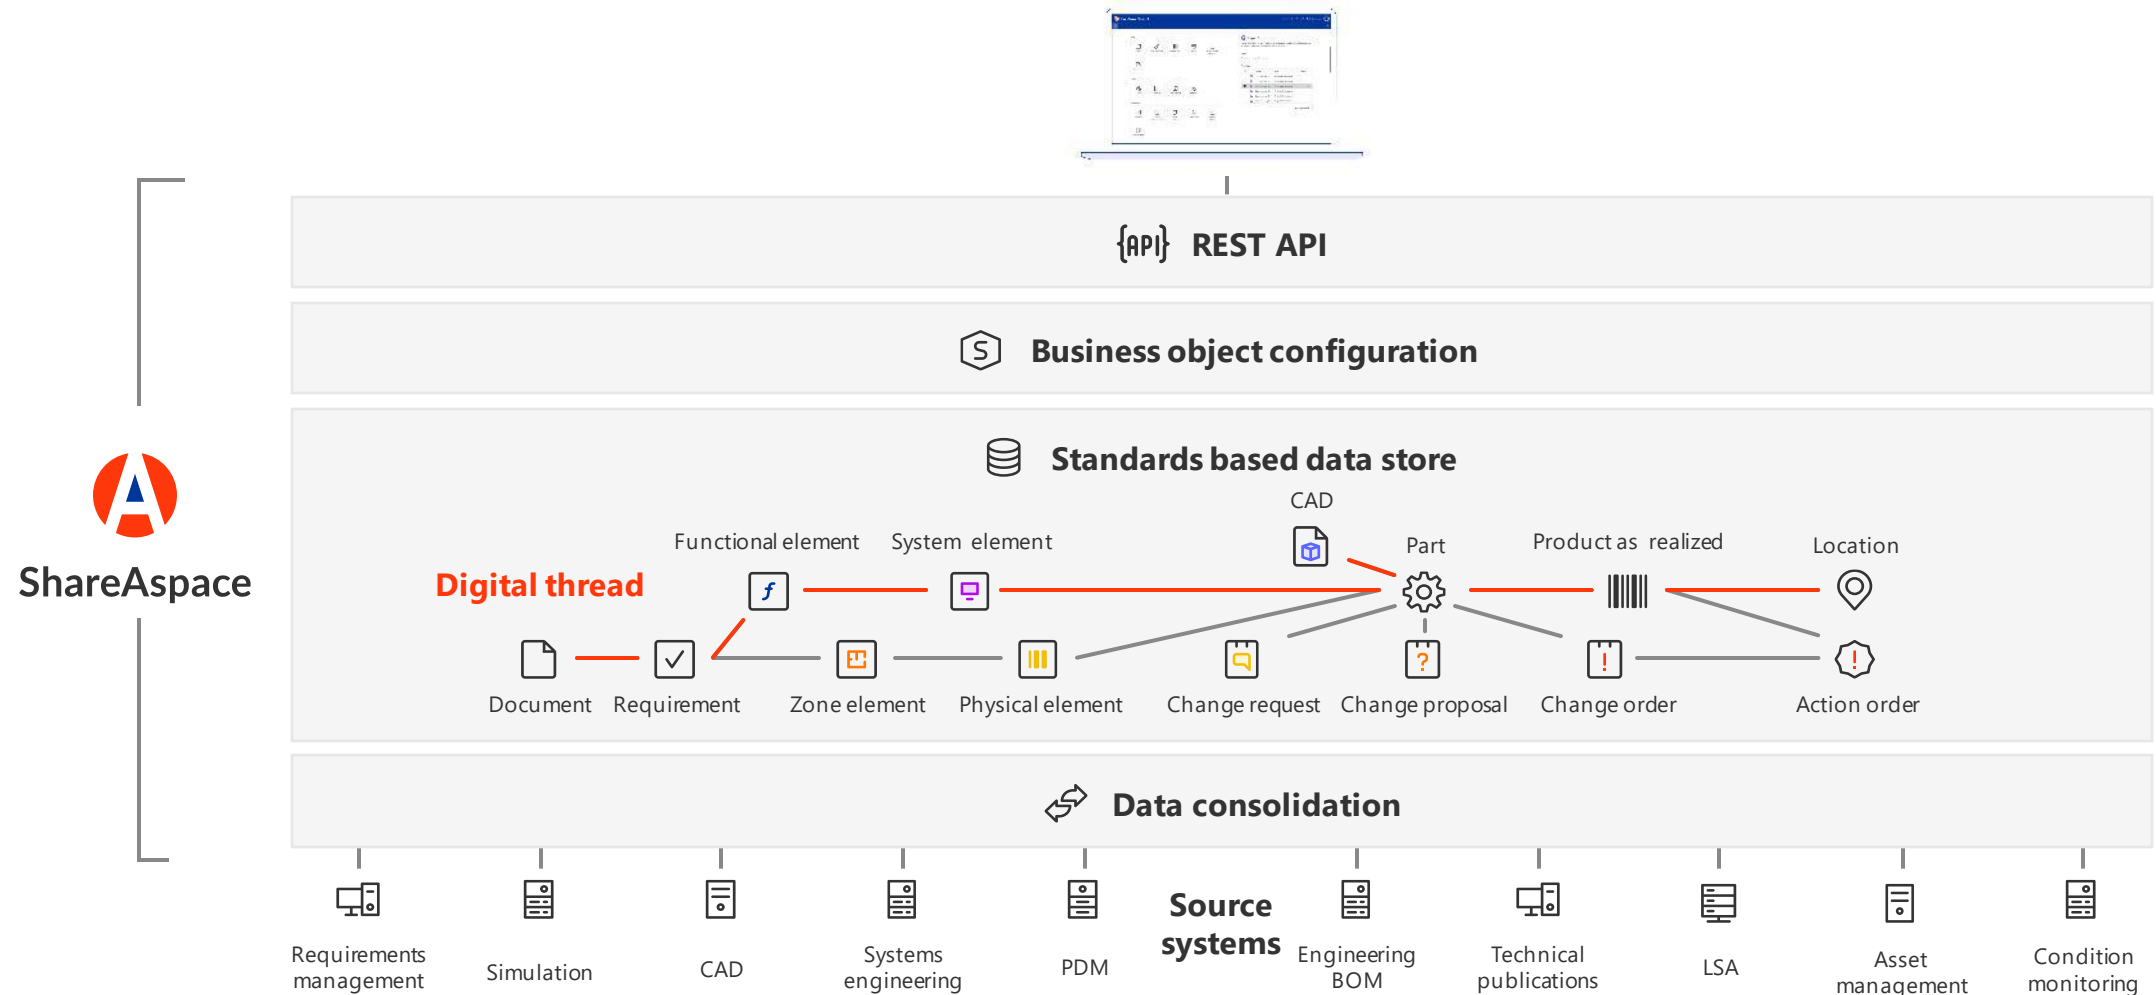 {API} REST API
Business object configuration
Standards based data store
CAD
Functional element
System element
Part
Product as realized
Location
Digital thread
Document
Requirement
Zone element
Physical element
Change request
Change proposal
Change order
Action order
ShareAspace
Data consolidation
Source
systems
Requirements
management
Simulation
CAD
Systems
engineering
PDM
Engineering
BOM
Technical
publications
LSA
Asset
management
Condition
monitoring